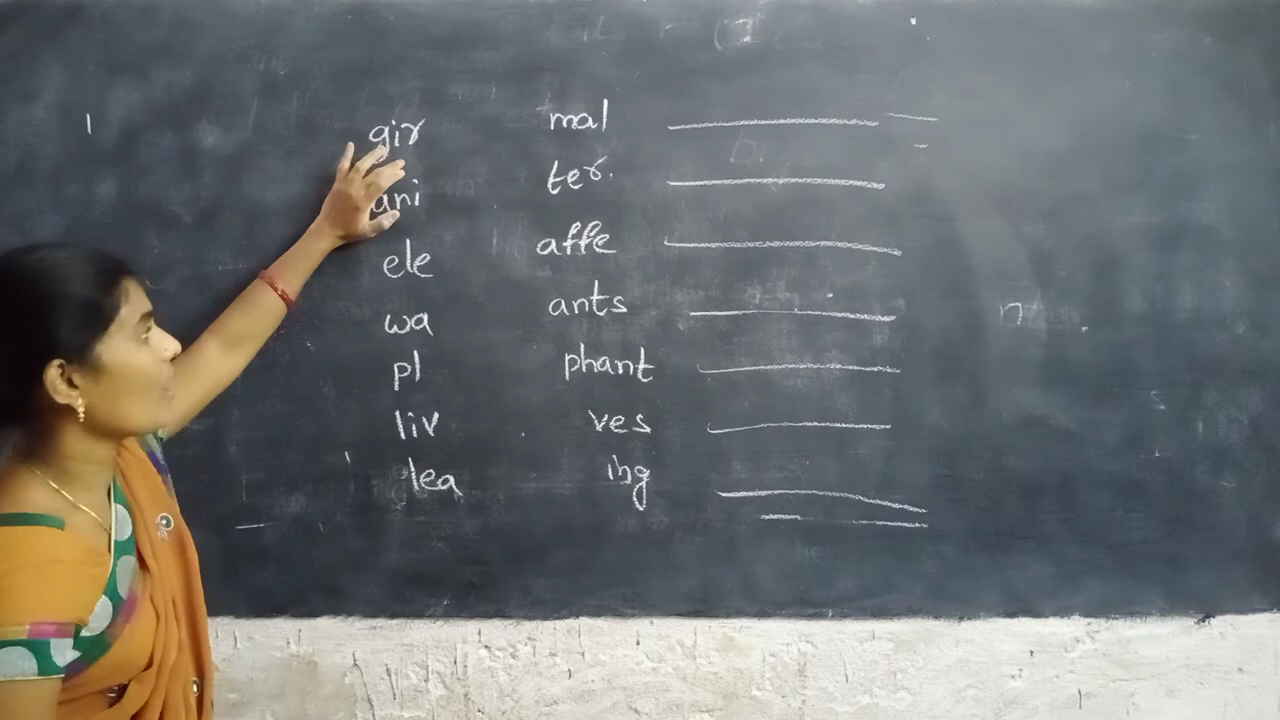 gir mal
ani ter.
ele affe
wa ants
pl phant
liv ves
lea ing